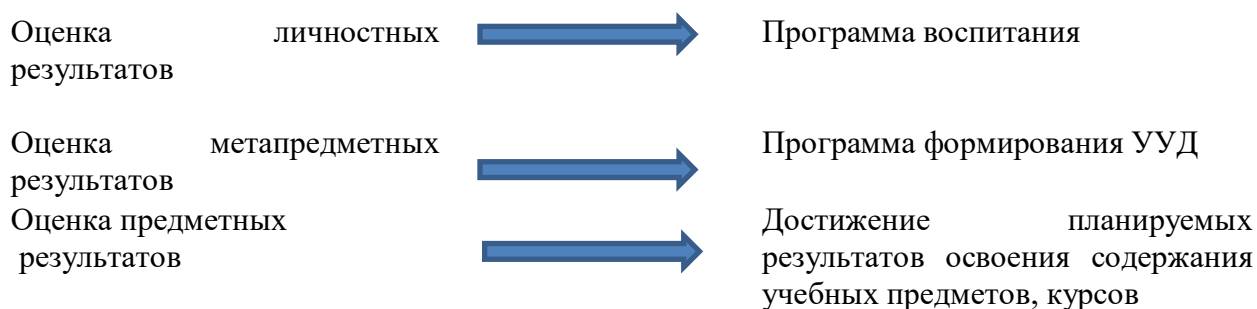 Оценка личностных
результатов
Программа воспитания
Оценка метапредметных
результатов
Программа формирования УУД
Оценка предметных
результатов
Достижение планируемых
результатов освоения содержания
учебных предметов, курсов